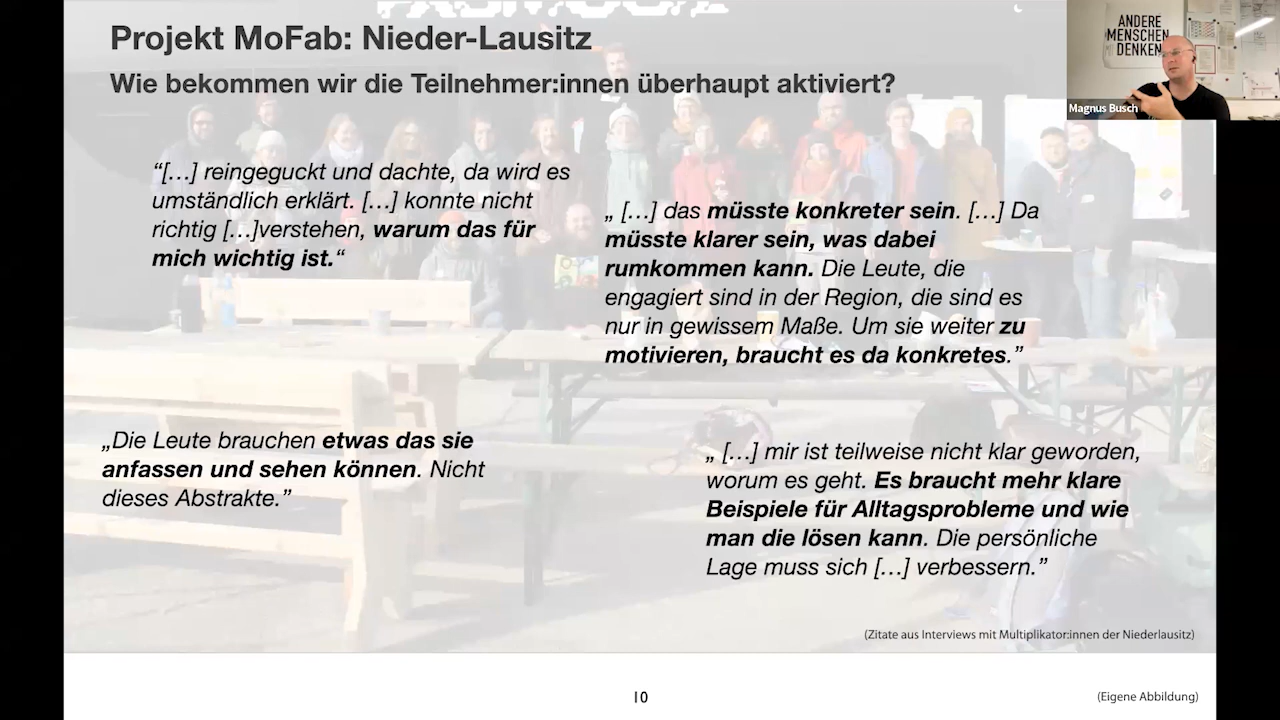 Projekt MoFab: Nieder-Lausitz
Wie bekommen wir die Teilnehmer:innen überhaupt aktiviert?
ANDERE
MENSCHEN
DENKEN
Magnus Busch
“[…] reingeguckt und dachte, da wird es
umständlich erklärt. […] konnte nicht
richtig […]verstehen, warum das für
mich wichtig ist.“
„ […] das müsste konkreter sein. […] Da
müsste klarer sein, was dabei
rumkommen kann. Die Leute, die
engagiert sind in der Region, die sind es
nur in gewissem Maße. Um sie weiter zu
motivieren, braucht es da konkretes.”
„Die Leute brauchen etwas das sie
anfassen und sehen können. Nicht
dieses Abstrakte.”
„ […] mir ist teilweise nicht klar geworden,
worum es geht. Es braucht mehr klare
Beispiele für Alltagsprobleme und wie
man die lösen kann. Die persönliche
Lage muss sich […] verbessern.”
(Zitate aus Interviews mit Multiplikator:innen der Niederlausitz)
10
(Eigene Abbildung)